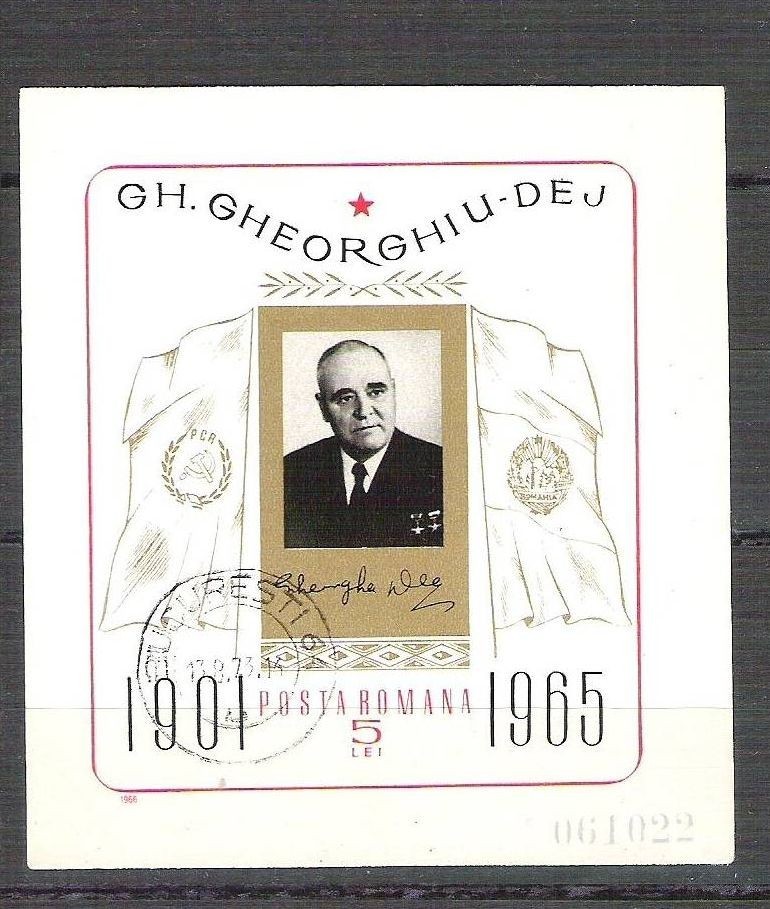 GH. GHEORGHIU-DEJ
PCR
ROMANIA
Gheorghiu Dej
BUCURESTI
13.8.73.14
1901
POSTA ROMANA
5
LEI
1965
1966
061022